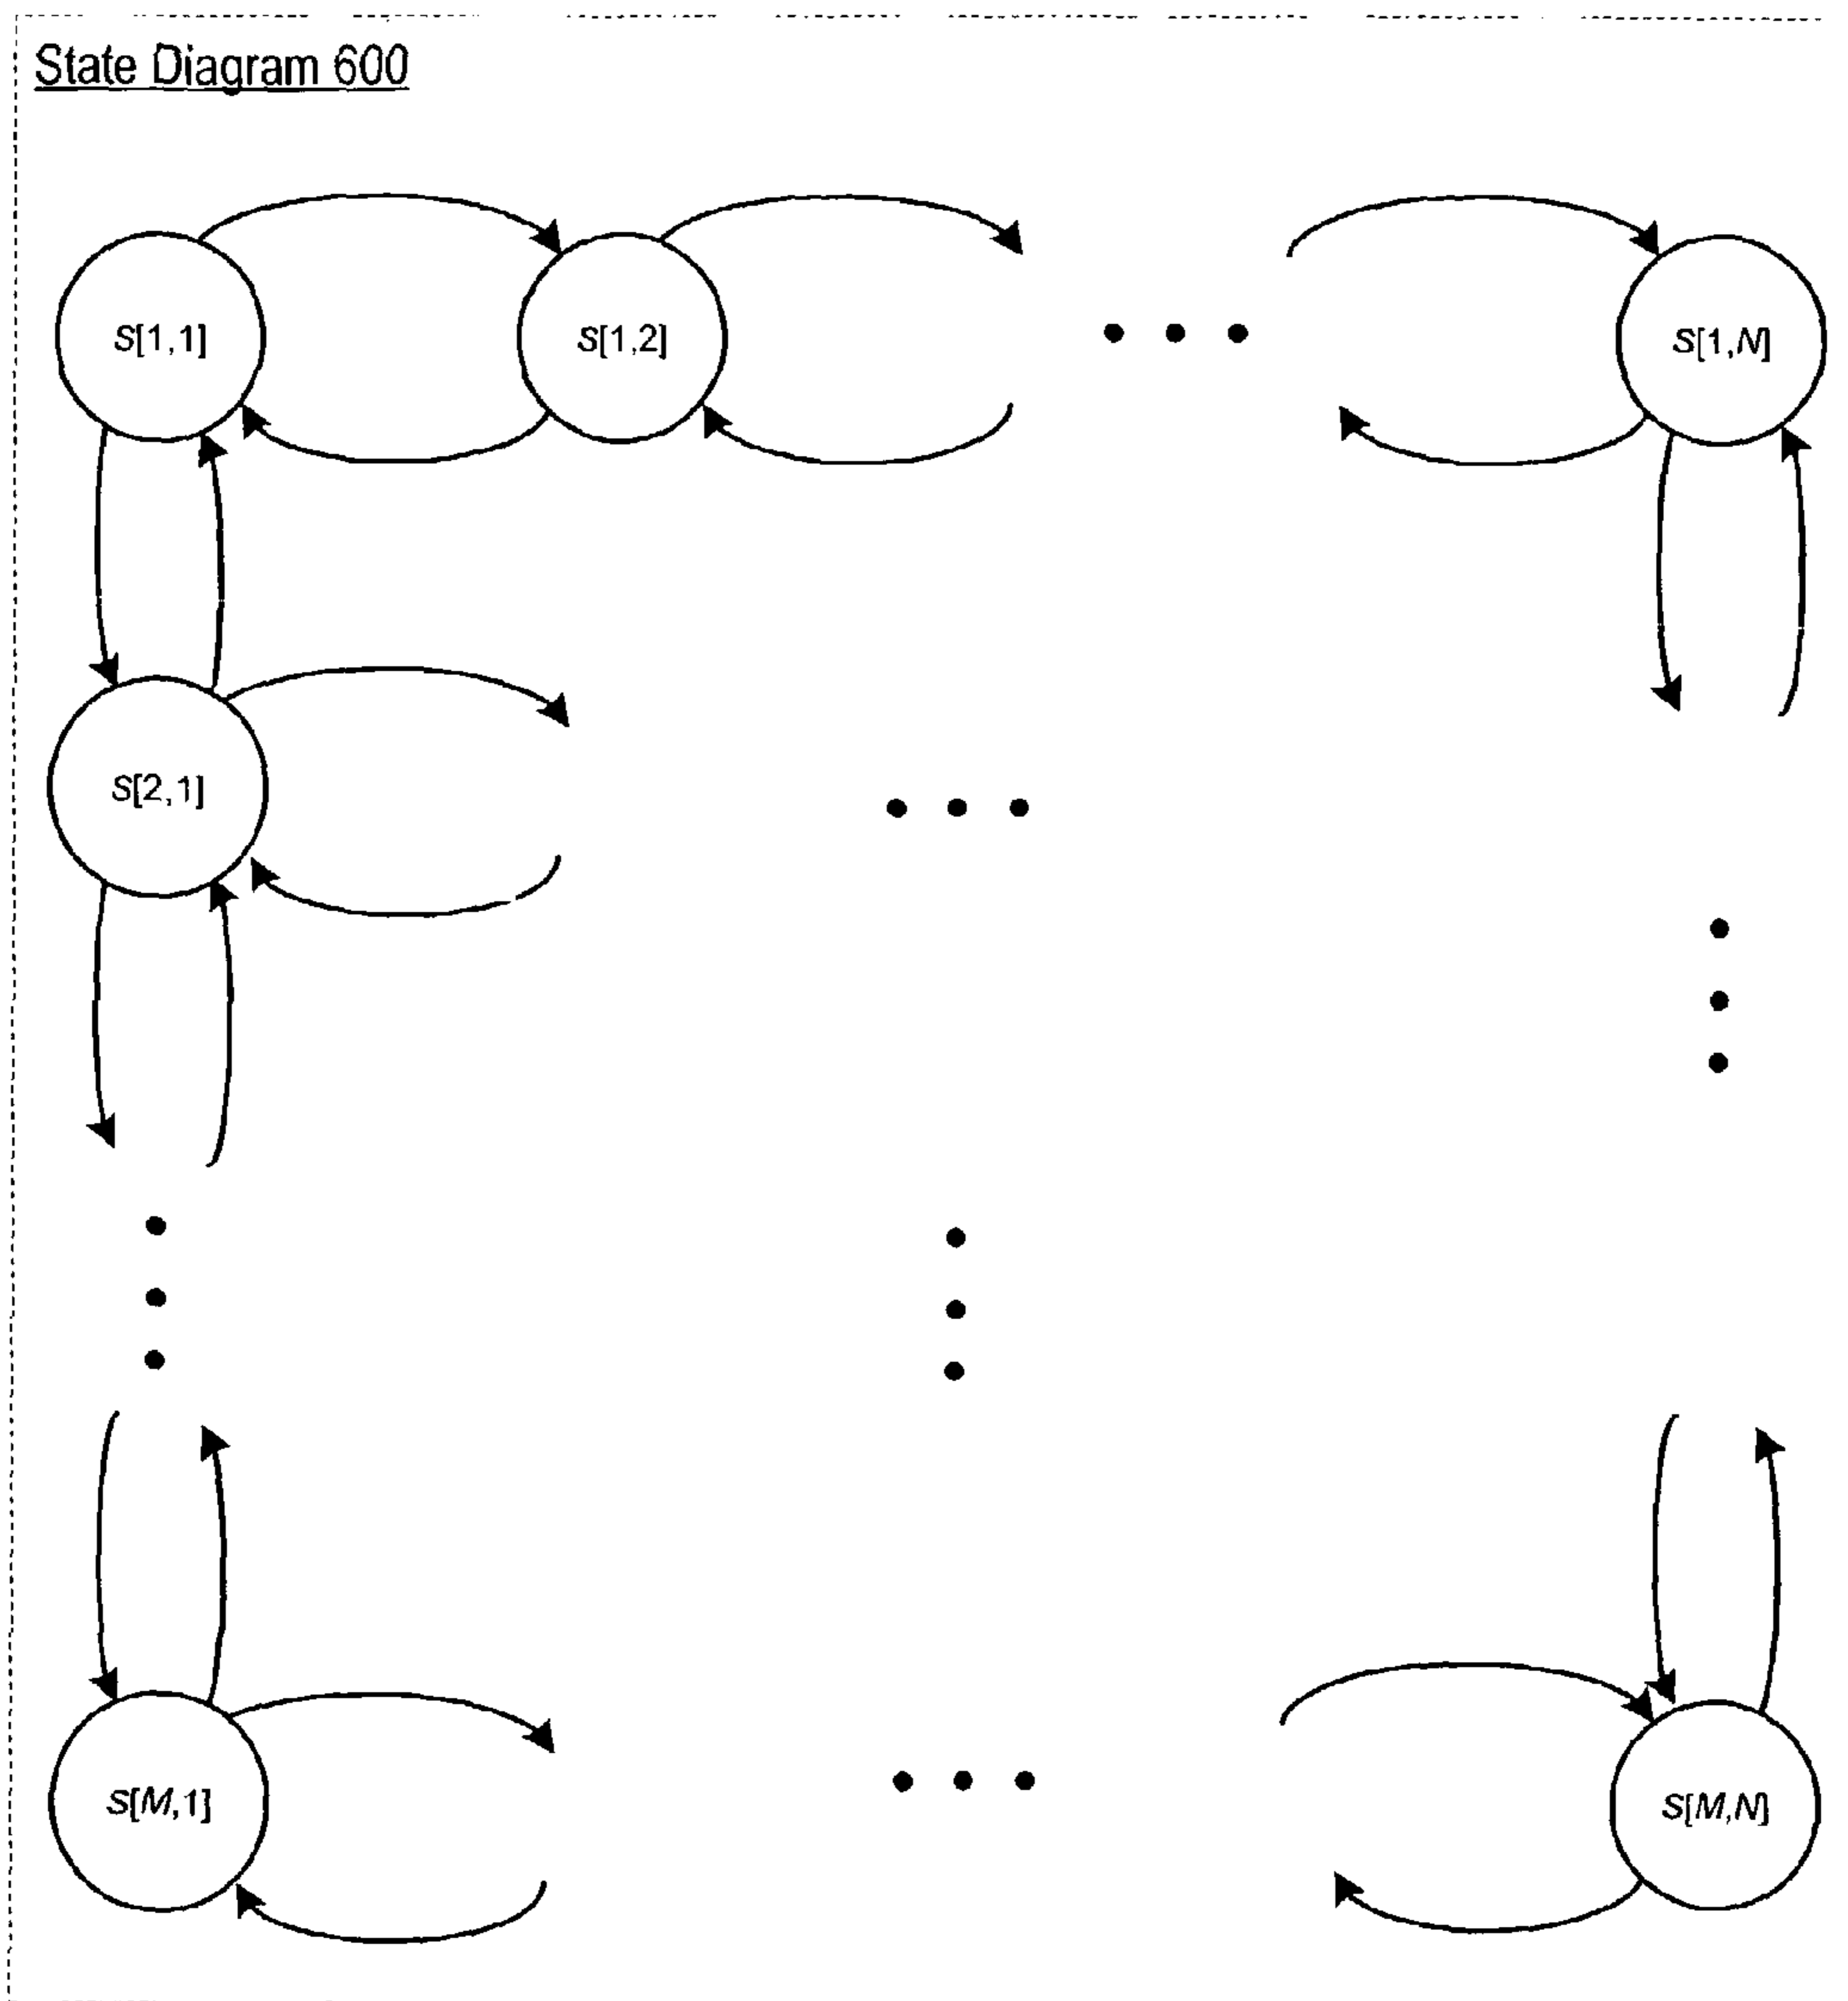 State Diagram 600
S[1,1]
S[1,2]
S[1,N]
S[2,1]
S[M,1]
S[M,N]